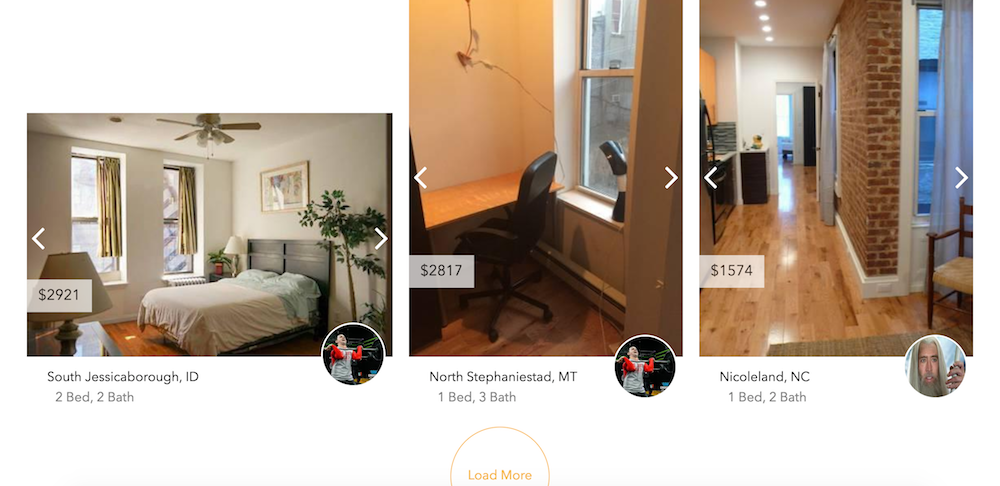 $2921
South Jessicaborough, ID
2 Bed, 2 Bath
$2817
North Stephaniestad, MT
1 Bed, 3 Bath
$1574
Nicoleland, NC
1 Bed, 2 Bath
Load More